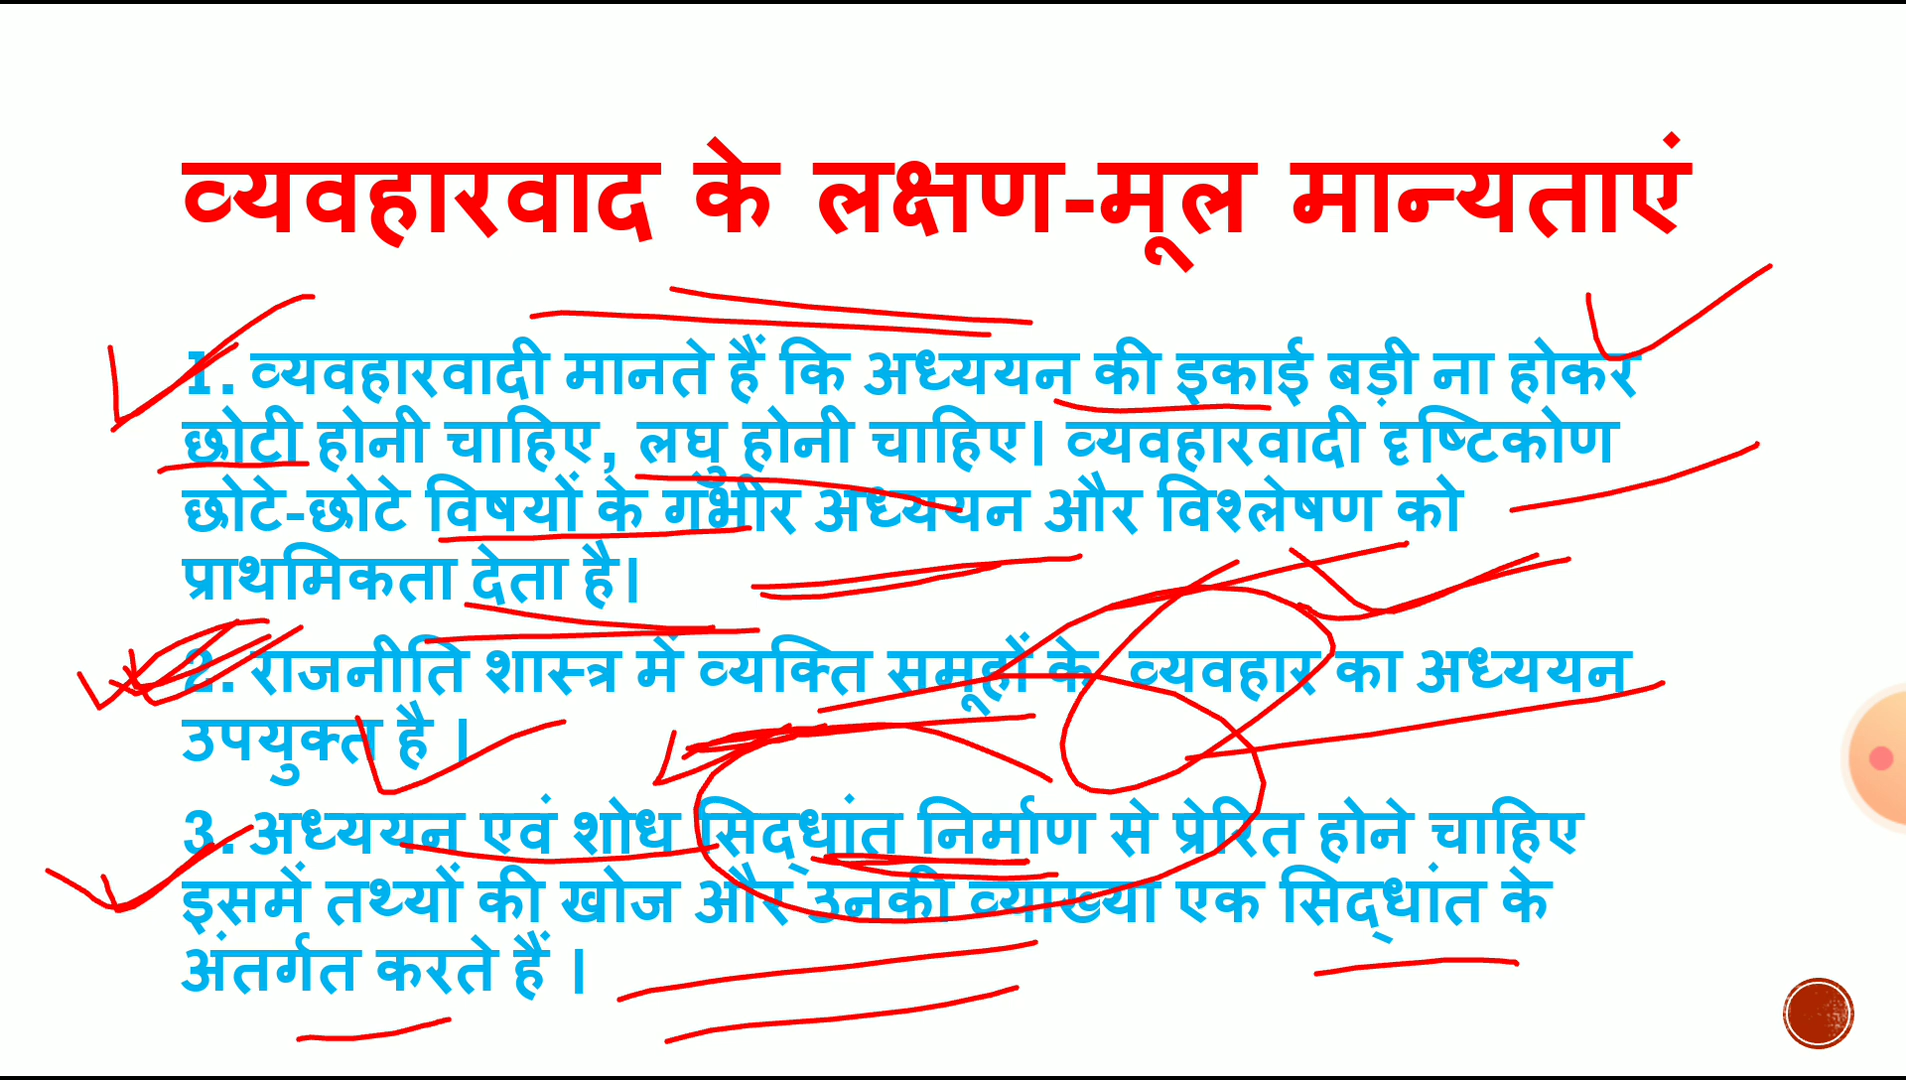 व्यवहारवाद के लक्षण-मूल मान्यताएं
1. व्यवहारवादी मानते हैं कि अध्ययन की इकाई बड़ी ना होकर
छोटी होनी चाहिए, लघु होनी चाहिए। व्यवहारवादी दृष्टिकोण
छोटे-छोटे विषयों के गंभीर अध्ययन और विश्लेषण को
प्राथमिकता देता है।
2. राजनीति शास्त्र में व्यक्ति समूहों के व्यवहार का अध्ययन
उपयुक्त है ।
3. अध्ययन एवं शोध सिद्धांत निर्माण से प्रेरित होने चाहिए
इसमें तथ्यों की खोज और उनकी व्याख्या एक सिद्धांत के
अंतर्गत करते हैं ।